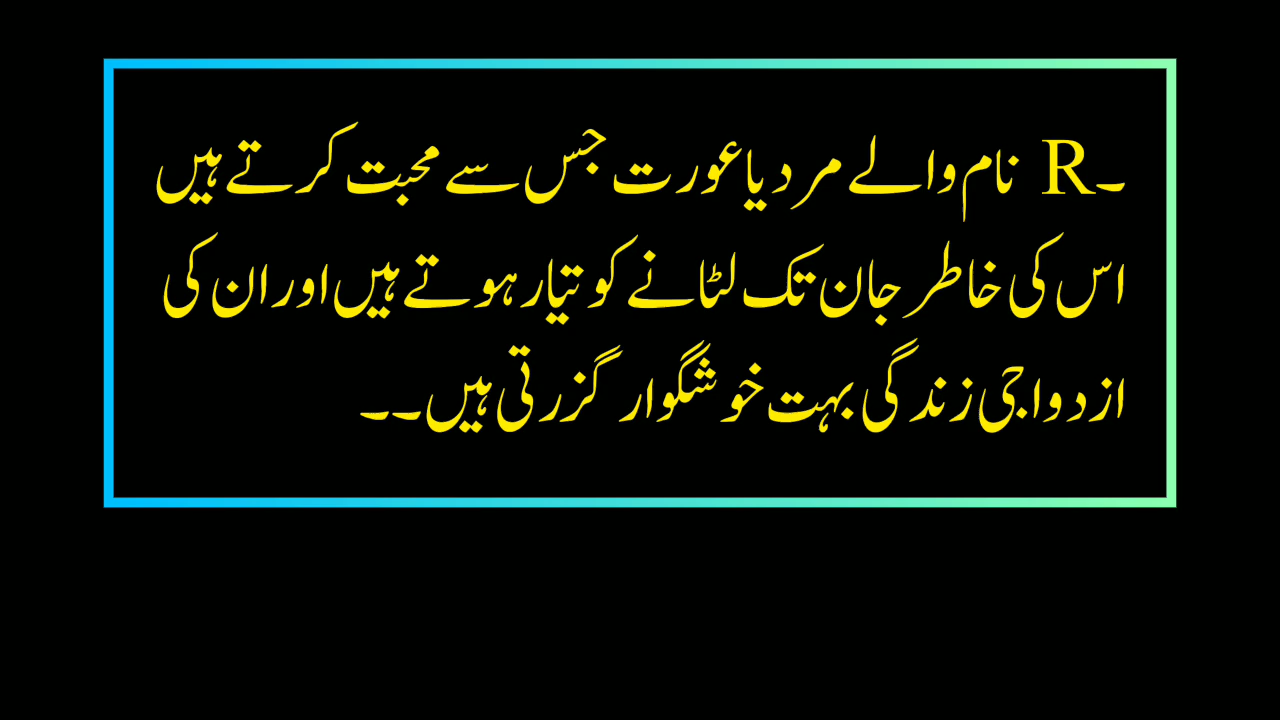 ۔R نام والے مرد یا عورت جس سے محبت کرتے ہیں
اس کی خاطر جان تک لٹانے کو تیار ہوتے ہیں اور ان کی
ازدواجی زندگی بہت خوشگوار گزرتی ہیں۔۔